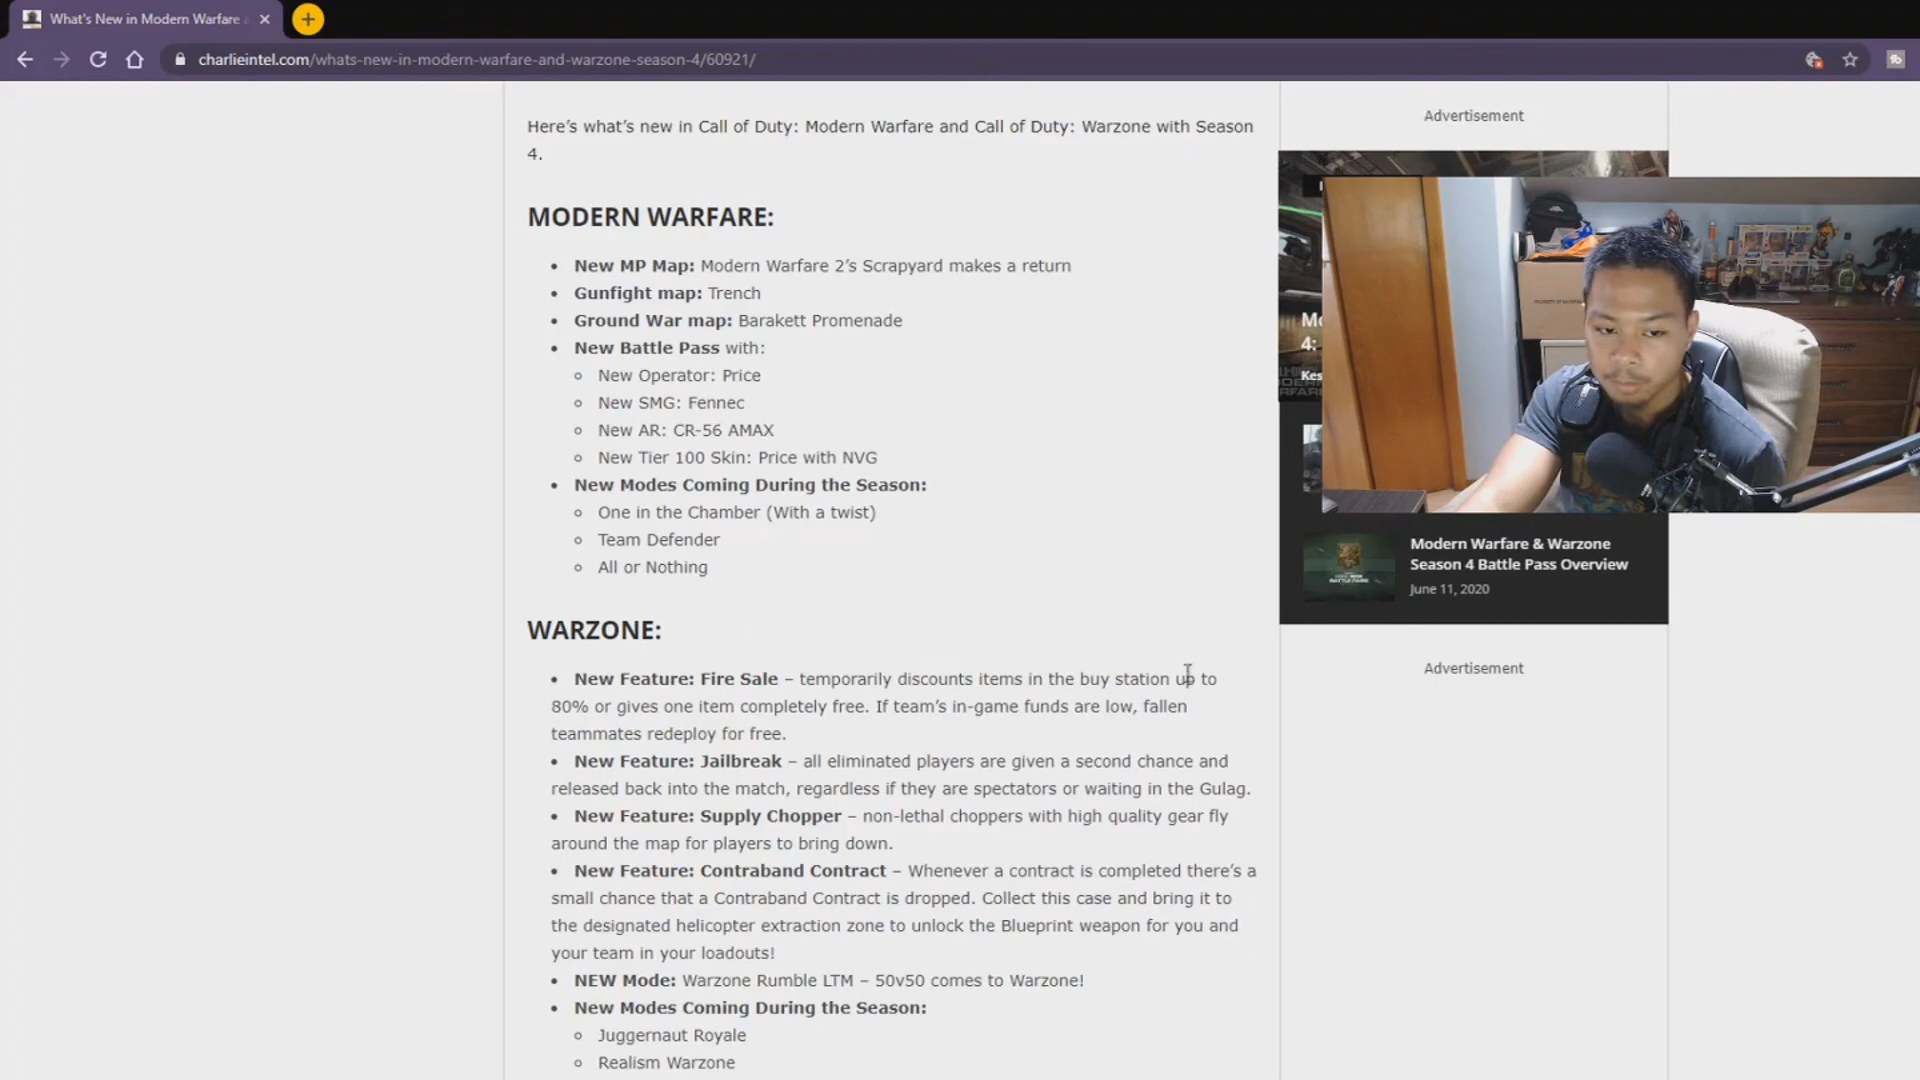 What's New in Modern Warfare
charlieintel.com/whats-new-in-modern-warfare-and-warzone-season-4/60921/
Here's what's new in Call of Duty: Modern Warfare and Call of Duty: Warzone with Season
4.
MODERN WARFARE:
• New MP Map: Modern Warfare 2's Scrapyard makes a return
• Gunfight map: Trench
• Ground War map: Barakett Promenade
• New Battle Pass with:
○ New Operator: Price
○ New SMG: Fennec
○ New AR: CR-56 AMAX
○ New Tier 100 Skin: Price with NVG
• New Modes Coming During the Season:
○ One in the Chamber (With a twist)
○ Team Defender
○ All or Nothing
WARZONE:
• New Feature: Fire Sale – temporarily discounts items in the buy station up to
80% or gives one item completely free. If team's in-game funds are low, fallen
teammates redeploy for free.
• New Feature: Jailbreak – all eliminated players are given a second chance and
released back into the match, regardless if they are spectators or waiting in the Gulag.
• New Feature: Supply Chopper – non-lethal choppers with high quality gear fly
around the map for players to bring down.
• New Feature: Contraband Contract – Whenever a contract is completed there's a
small chance that a Contraband Contract is dropped. Collect this case and bring it to
the designated helicopter extraction zone to unlock the Blueprint weapon for you and
your team in your loadouts!
• NEW Mode: Warzone Rumble LTM – 50v50 comes to Warzone!
• New Modes Coming During the Season:
○ Juggernaut Royale
○ Realism Warzone
Advertisement
4:
Modern Warfare & Warzone
Season 4 Battle Pass Overview
June 11, 2020
Advertisement